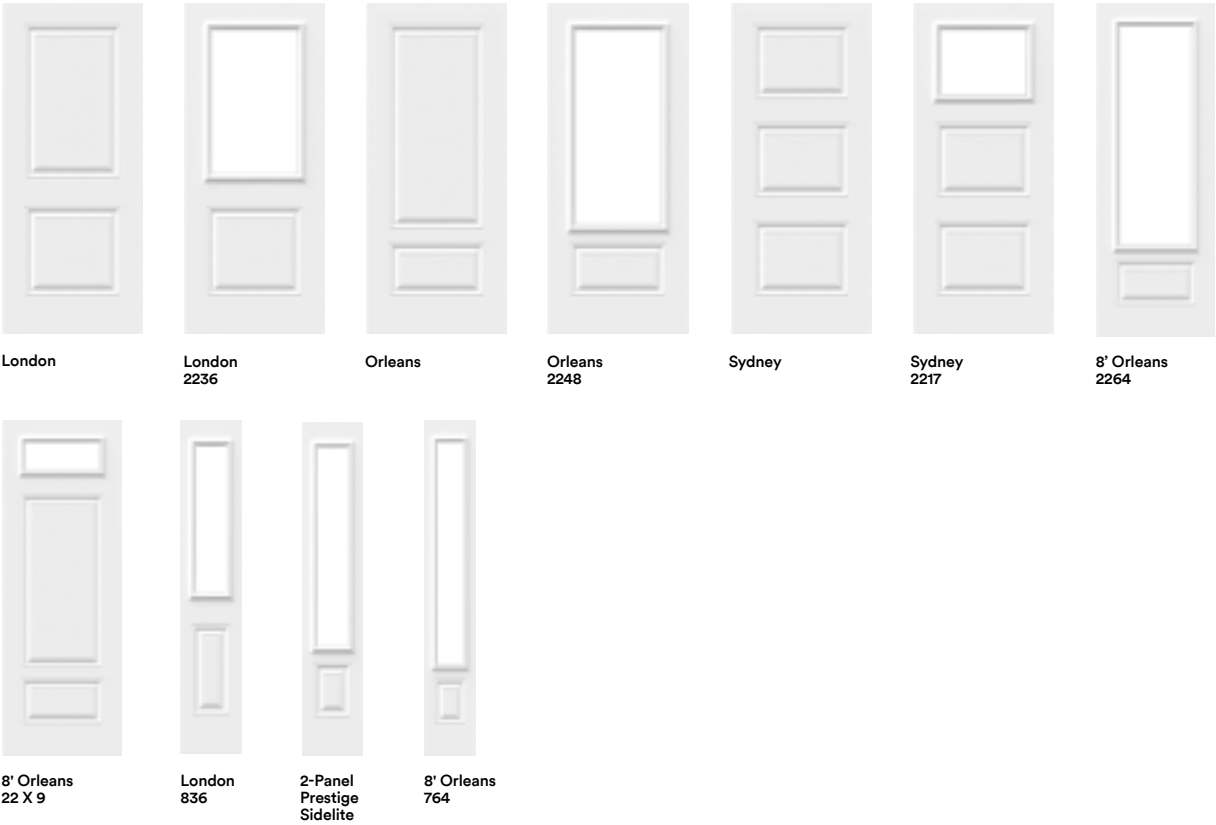 London
London
2236
Orleans
Orleans
2248
Sydney
Sydney
2217
8’ Orleans
2264
8' Orleans
22 X 9
London
836
2-Panel
Prestige
Sidelite
8' Orleans
764